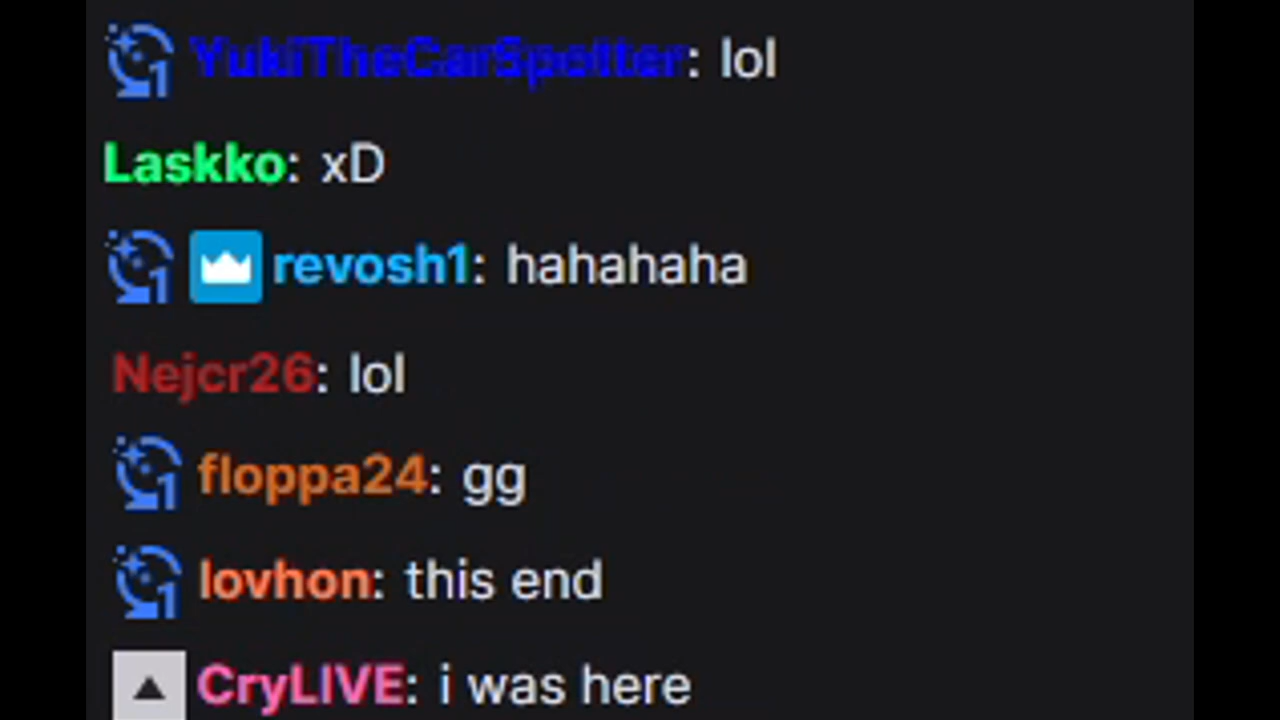 YukiTheCarSpotter: lol
Laskko: xD
revosh1: hahahaha
Nejcr26: lol
floppa24: gg
lovhon: this end
CryLIVE: i was here